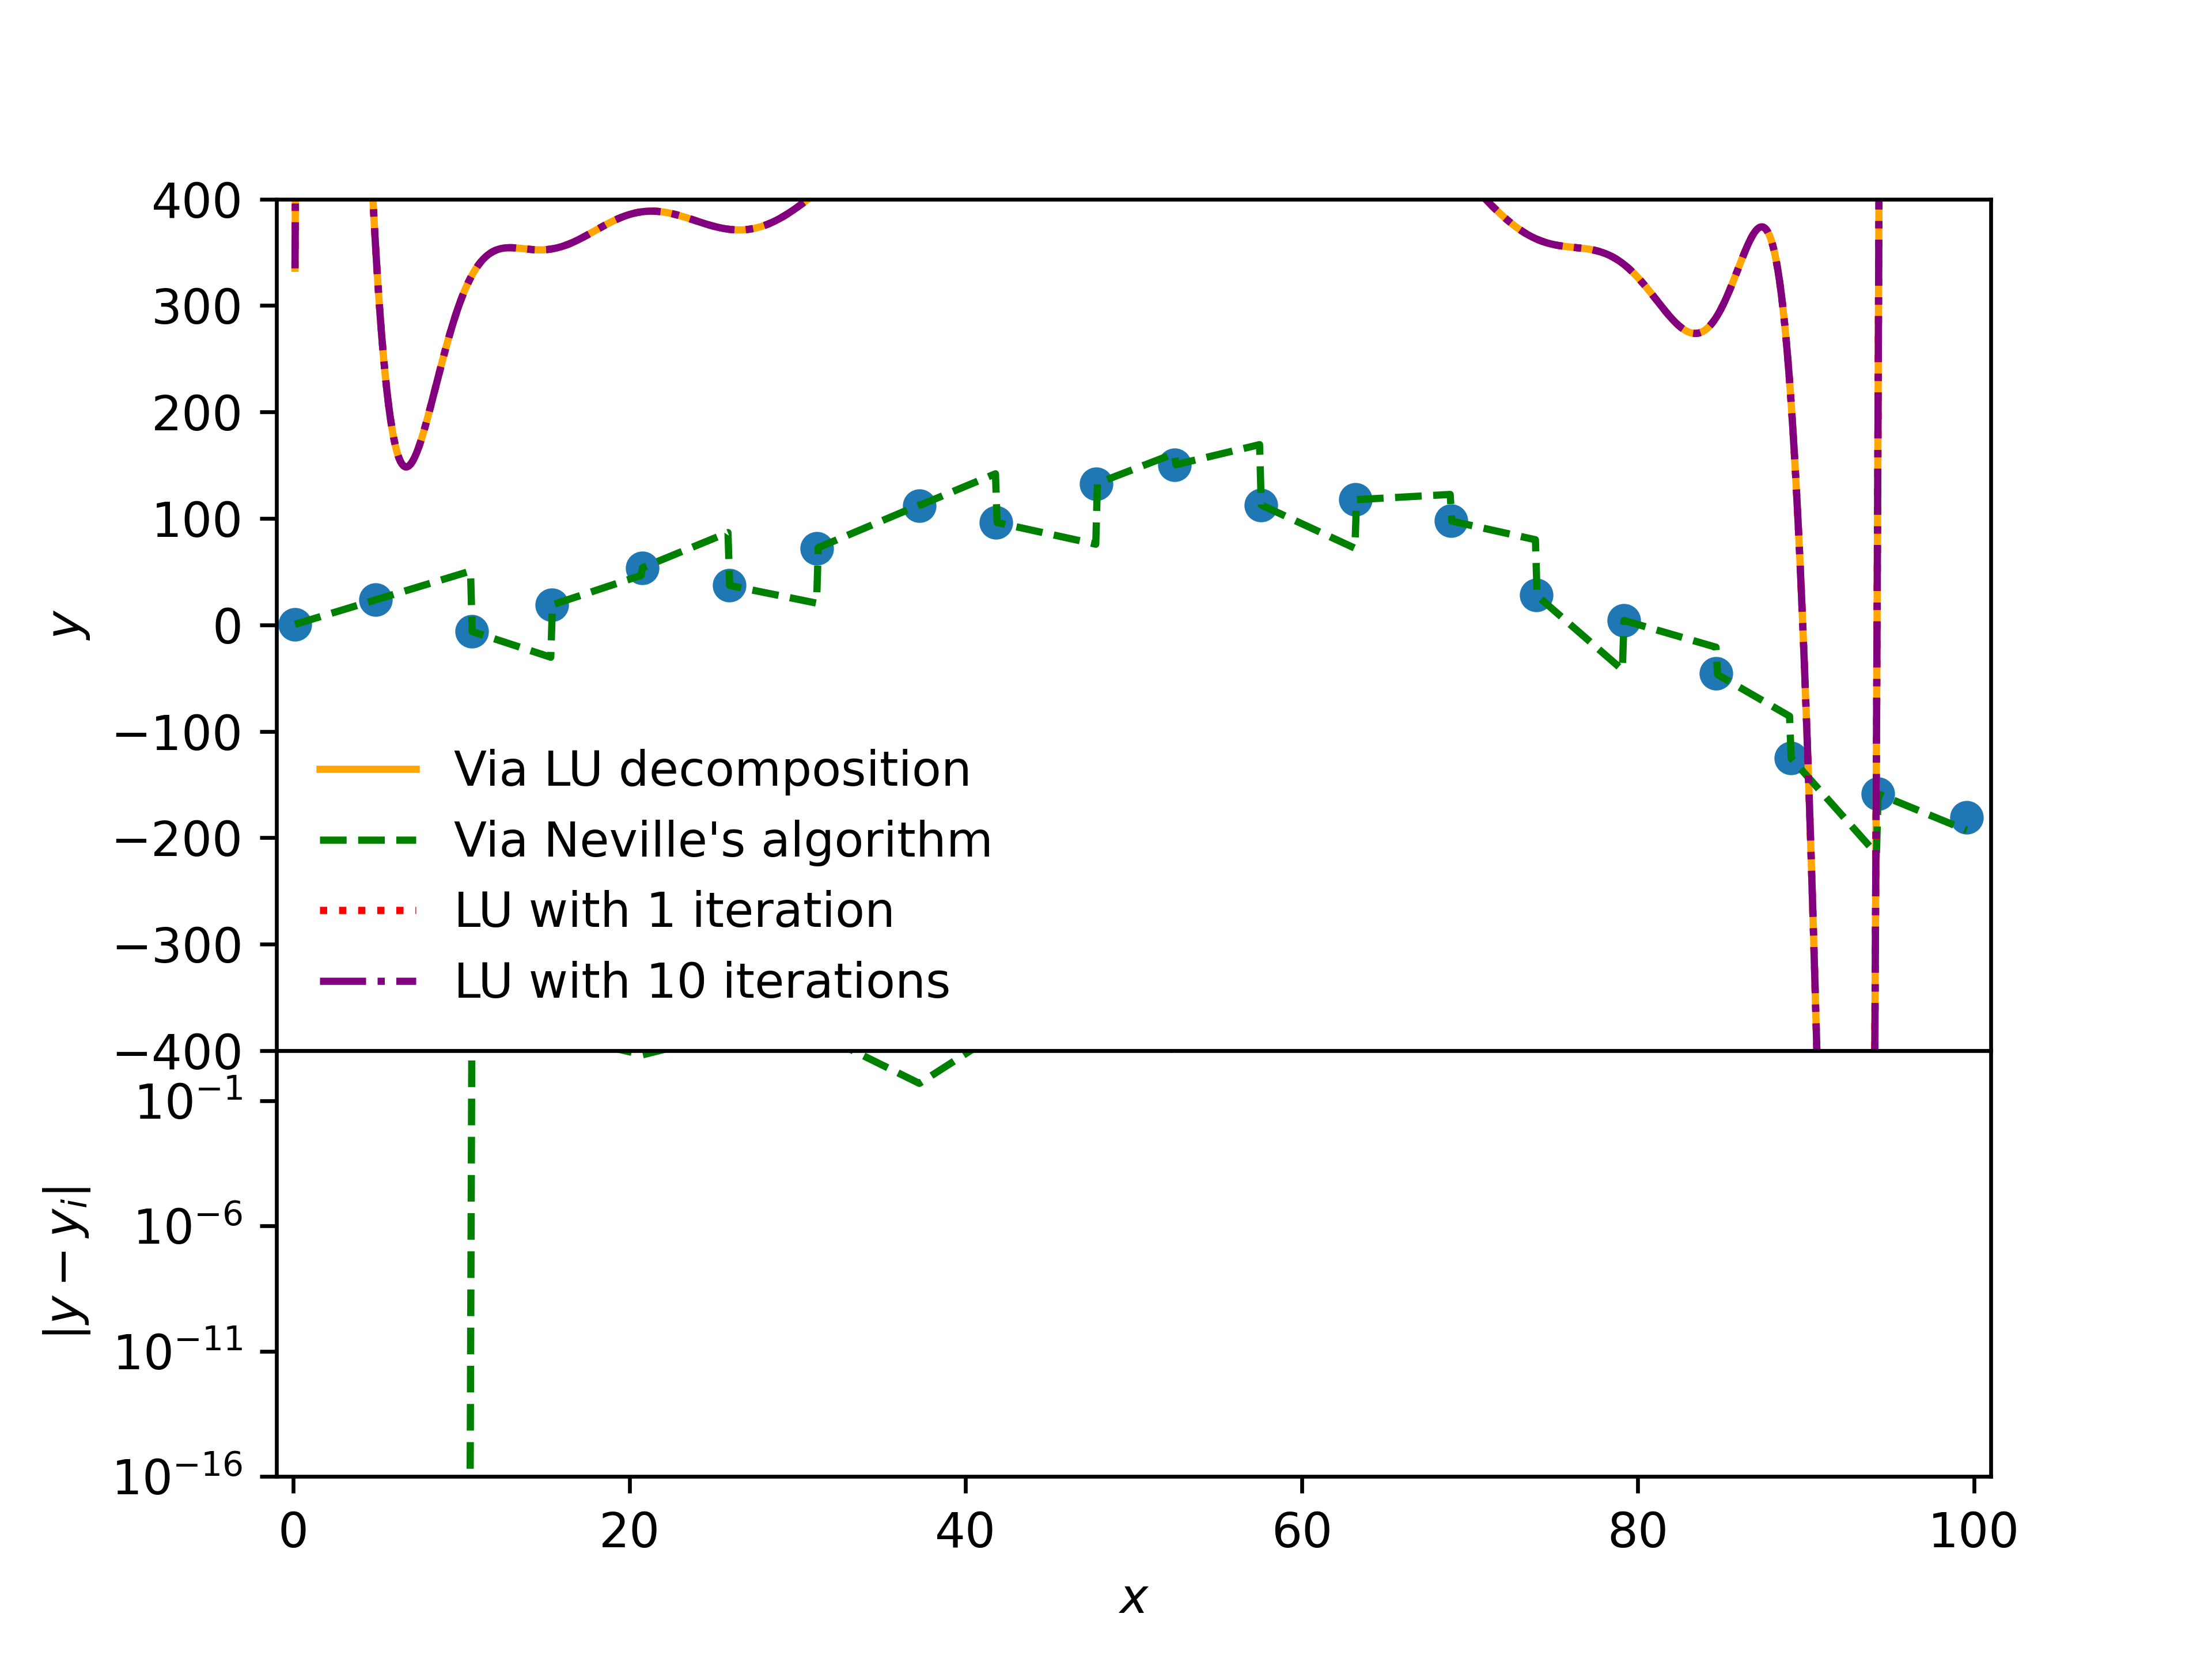 400
300
200
100
0
−100
−200
−300
−400
y
Via LU decomposition
Via Neville's algorithm
LU with 1 iteration
LU with 10 iterations
10⁻¹
10⁻⁶
10⁻¹¹
10⁻¹⁶
|y − yᵢ|
0 20 40 60 80 100
x